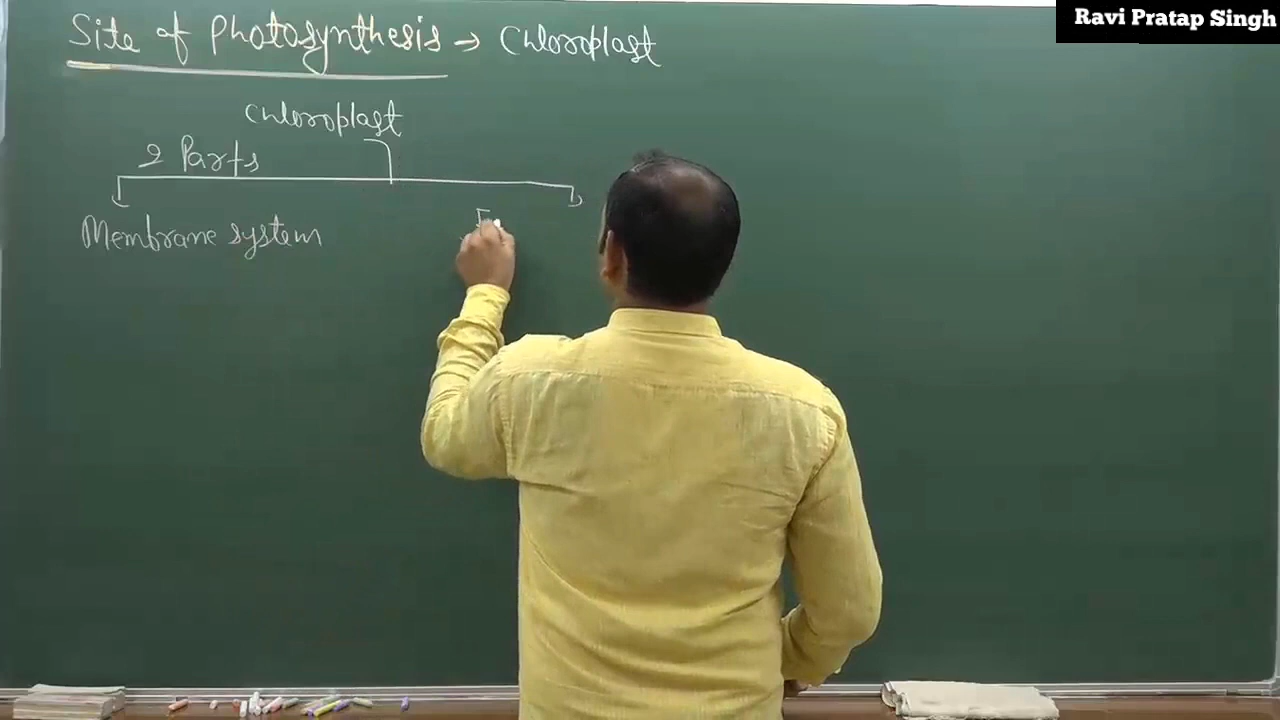 Ravi Pratap Singh
Site of Photosynthesis → Chloroplast
Chloroplast
2 Parts
Membrane system